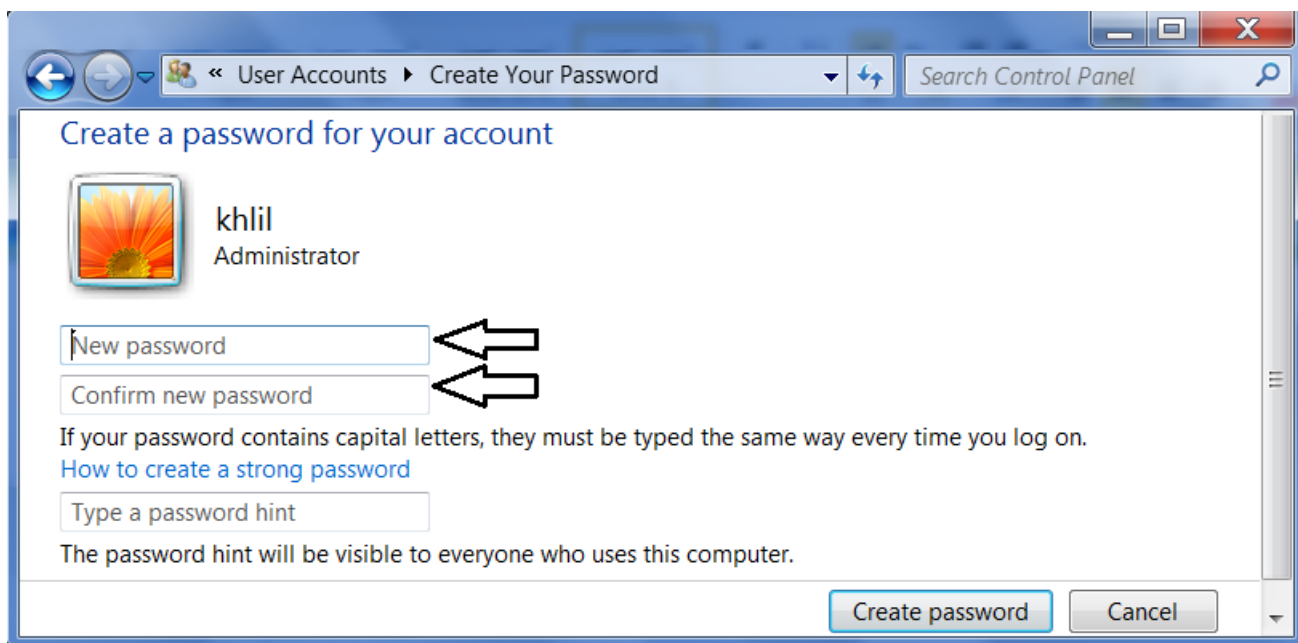 « User Accounts ▸ Create Your Password
Search Control Panel
Create a password for your account
khlil
Administrator
New password
Confirm new password
If your password contains capital letters, they must be typed the same way every time you log on.
How to create a strong password
Type a password hint
The password hint will be visible to everyone who uses this computer.
Create password
Cancel